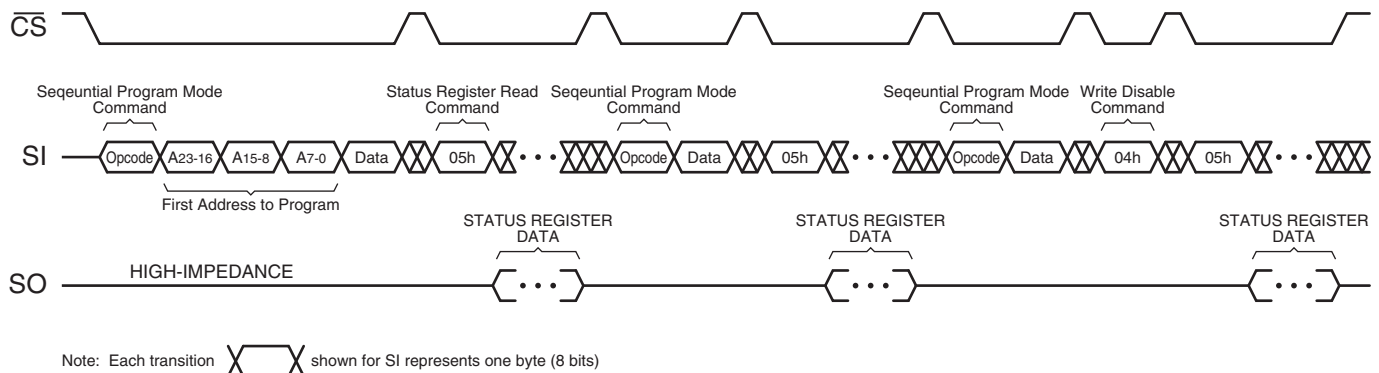 CS
Seqeuntial Program Mode
Command
Status Register Read
Command
Seqeuntial Program Mode
Command
Seqeuntial Program Mode
Command
Write Disable
Command
SI
Opcode A23-16 A15-8 A7-0 Data 05h • • • Opcode Data 05h • • • Opcode Data 04h 05h • • •
First Address to Program
STATUS REGISTER
DATA
STATUS REGISTER
DATA
STATUS REGISTER
DATA
SO
HIGH-IMPEDANCE
• • • • • • • • •
Note: Each transition shown for SI represents one byte (8 bits)